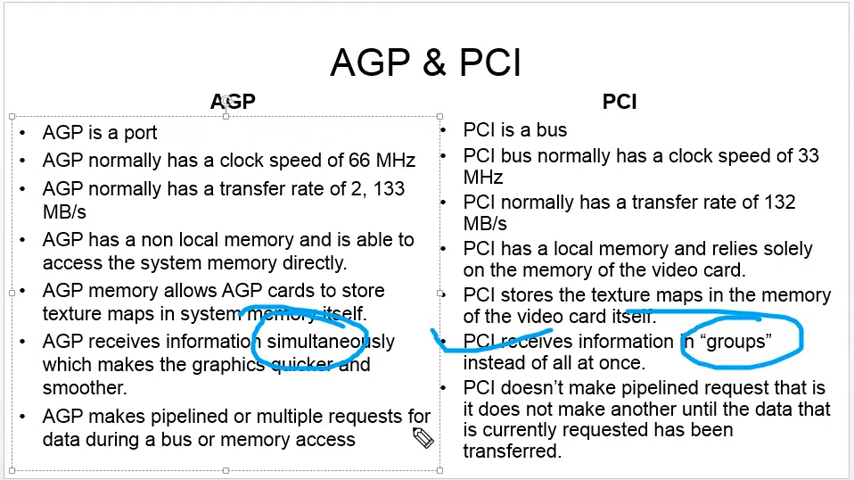 AGP & PCI
AGP
• AGP is a port
• AGP normally has a clock speed of 66 MHz
• AGP normally has a transfer rate of 2, 133
MB/s
• AGP has a non local memory and is able to
access the system memory directly.
• AGP memory allows AGP cards to store
texture maps in system memory itself.
• AGP receives information simultaneously
which makes the graphics quicker and
smoother.
• AGP makes pipelined or multiple requests for
data during a bus or memory access
PCI
• PCI is a bus
• PCI bus normally has a clock speed of 33
MHz
• PCI normally has a transfer rate of 132
MB/s
• PCI has a local memory and relies solely
on the memory of the video card.
• PCI stores the texture maps in the memory
of the video card itself.
• PCI receives information in “groups”
instead of all at once.
• PCI doesn’t make pipelined request that is
it does not make another until the data that
is currently requested has been
transferred.